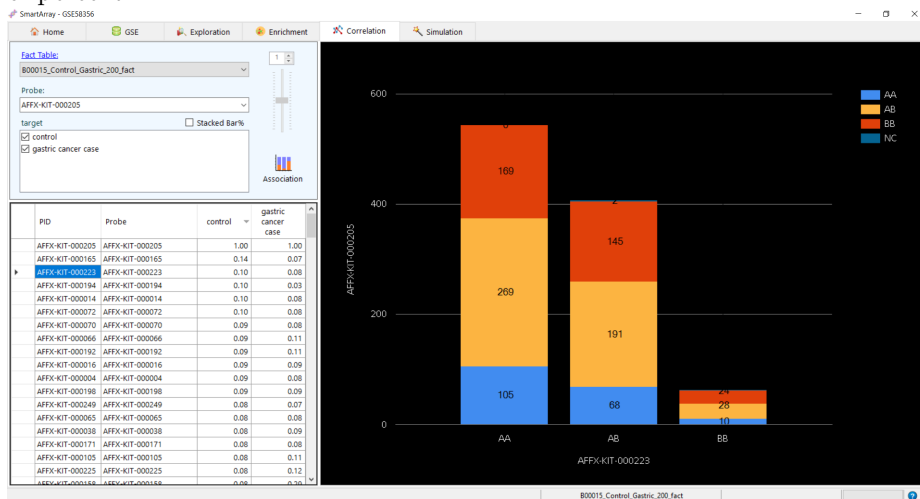 SmartArray - GSE58356
Home GSE Exploration Enrichment Correlation Simulation
Fact Table:
B00015_Control_Gastric_200_fact
1
Probe:
AFFX-KIT-000205
target Stacked Bar%
control
gastric cancer case
Association
PID Probe control gastric cancer case
AFFX-KIT-000205 AFFX-KIT-000205 1.00 1.00
AFFX-KIT-000165 AFFX-KIT-000165 0.14 0.07
AFFX-KIT-000223 AFFX-KIT-000223 0.10 0.08
AFFX-KIT-000194 AFFX-KIT-000194 0.10 0.03
AFFX-KIT-000014 AFFX-KIT-000014 0.10 0.08
AFFX-KIT-000072 AFFX-KIT-000072 0.10 0.08
AFFX-KIT-000070 AFFX-KIT-000070 0.09 0.08
AFFX-KIT-000066 AFFX-KIT-000066 0.09 0.11
AFFX-KIT-000192 AFFX-KIT-000192 0.09 0.11
AFFX-KIT-000016 AFFX-KIT-000016 0.09 0.09
AFFX-KIT-000004 AFFX-KIT-000004 0.09 0.08
AFFX-KIT-000198 AFFX-KIT-000198 0.09 0.09
AFFX-KIT-000249 AFFX-KIT-000249 0.08 0.07
AFFX-KIT-000065 AFFX-KIT-000065 0.08 0.08
AFFX-KIT-000038 AFFX-KIT-000038 0.08 0.09
AFFX-KIT-000171 AFFX-KIT-000171 0.08 0.08
AFFX-KIT-000105 AFFX-KIT-000105 0.08 0.11
AFFX-KIT-000225 AFFX-KIT-000225 0.08 0.12
AFFX-KIT-000158 AFFX-KIT-000158 0.08 0.20
AFFX-KIT-000205
600
400
200
0
169
269
105
2
145
191
68
24
28
10
AA AB BB
AFFX-KIT-000223
AA
AB
BB
NC
B00015_Control_Gastric_200_fact